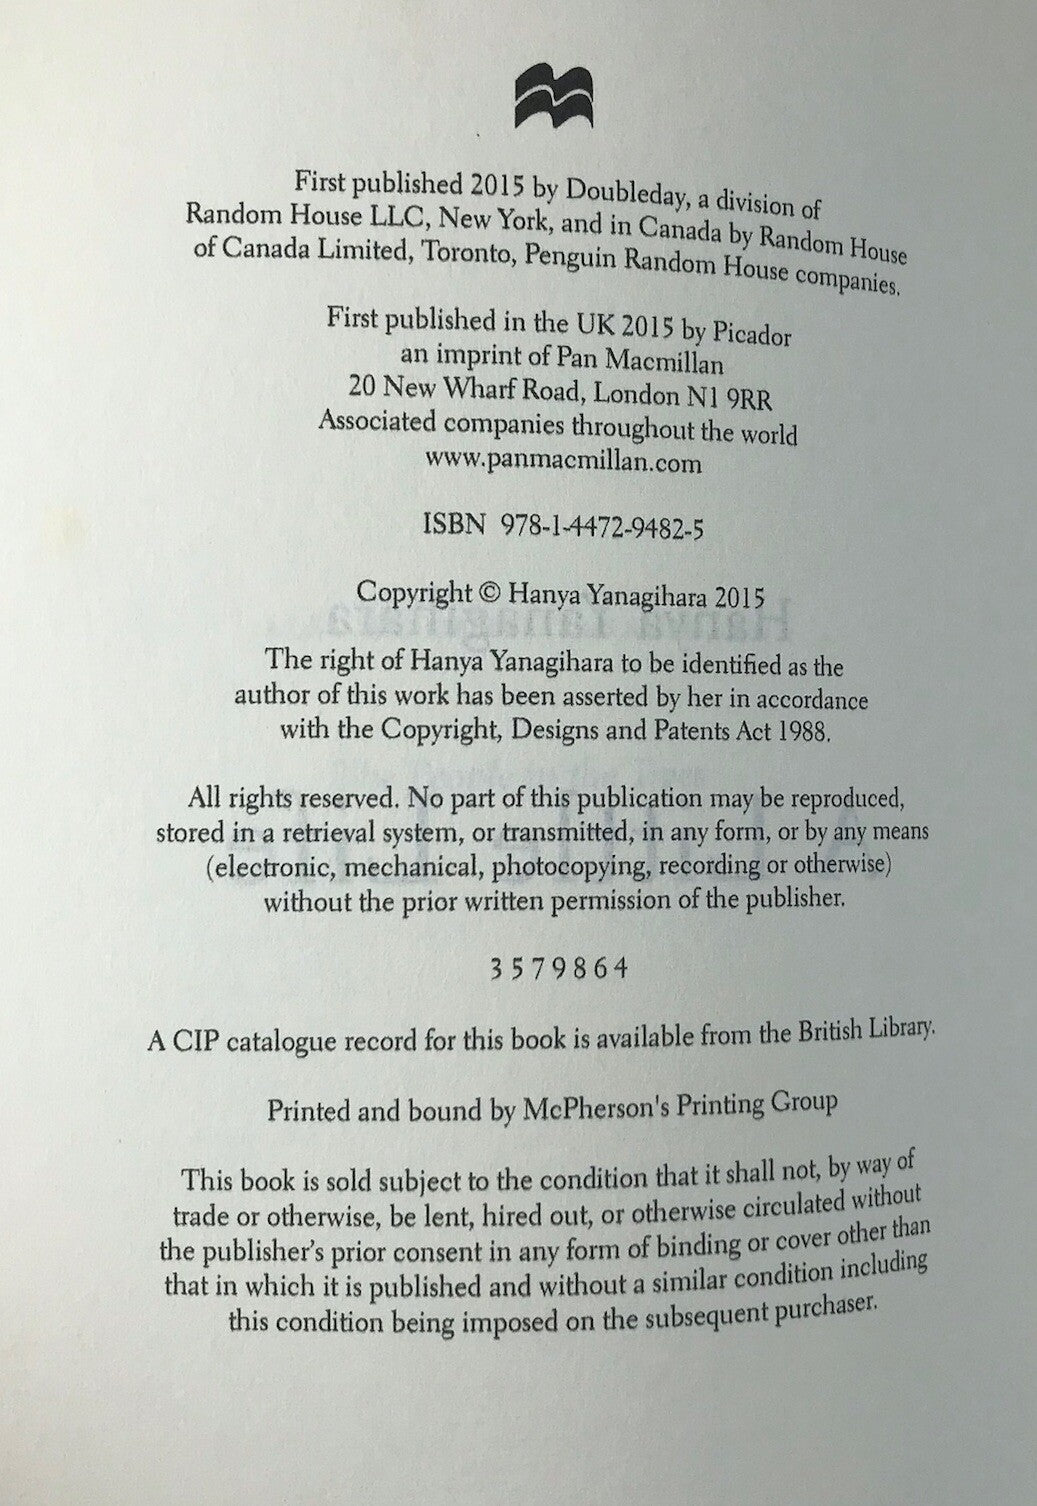 First published 2015 by Doubleday, a division of
Random House LLC, New York, and in Canada by Random House
of Canada Limited, Toronto, Penguin Random House companies.
First published in the UK 2015 by Picador
an imprint of Pan Macmillan
20 New Wharf Road, London N1 9RR
Associated companies throughout the world
www.panmacmillan.com
ISBN 978-1-4472-9482-5
Copyright © Hanya Yanagihara 2015
The right of Hanya Yanagihara to be identified as the
author of this work has been asserted by her in accordance
with the Copyright, Designs and Patents Act 1988.
All rights reserved. No part of this publication may be reproduced,
stored in a retrieval system, or transmitted, in any form, or by any means
(electronic, mechanical, photocopying, recording or otherwise)
without the prior written permission of the publisher.
3 5 7 9 8 6 4
A CIP catalogue record for this book is available from the British Library.
Printed and bound by McPherson's Printing Group
This book is sold subject to the condition that it shall not, by way of
trade or otherwise, be lent, hired out, or otherwise circulated without
the publisher's prior consent in any form of binding or cover other than
that in which it is published and without a similar condition including
this condition being imposed on the subsequent purchaser.